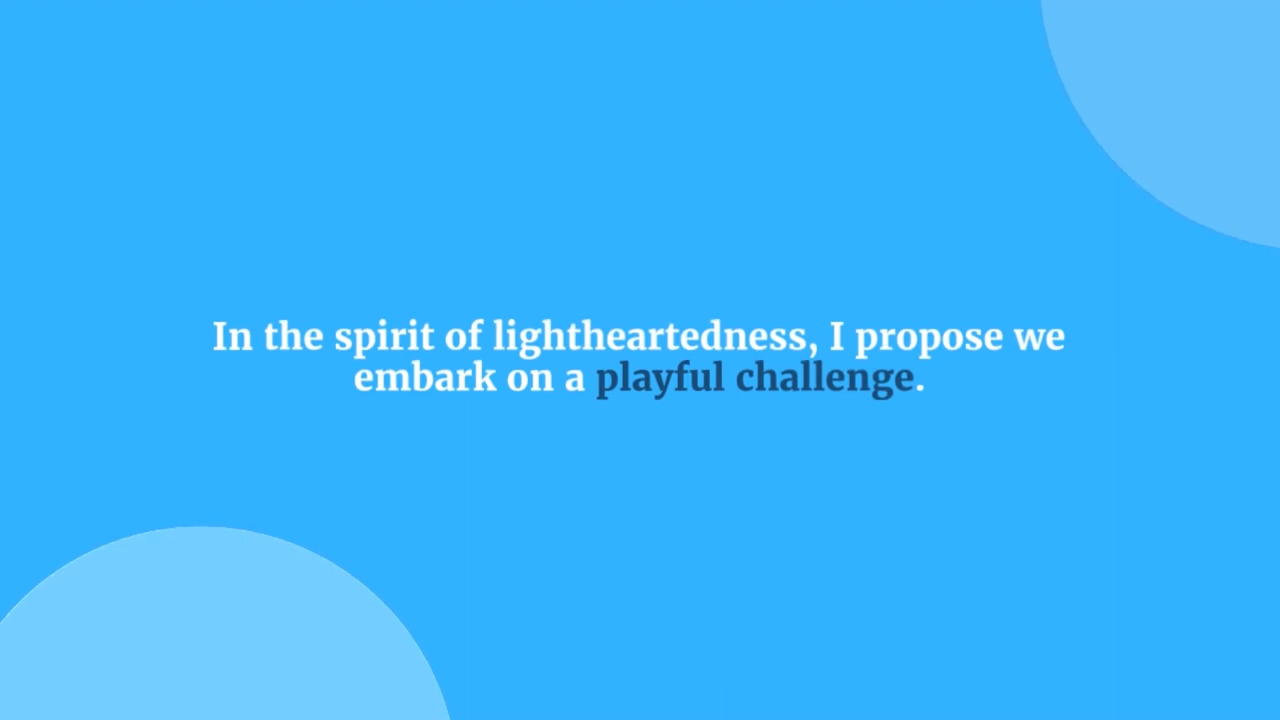 In the spirit of lightheartedness, I propose we
embark on a playful challenge.